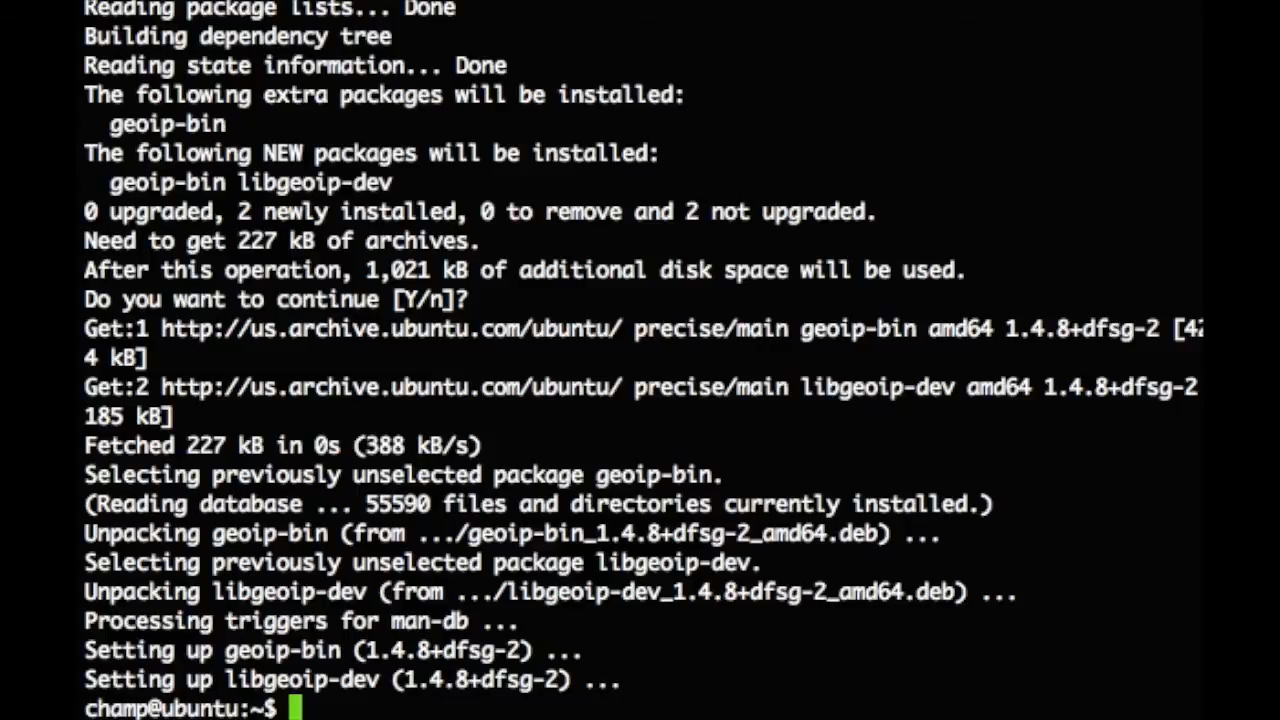 Reading package lists... Done
Building dependency tree
Reading state information... Done
The following extra packages will be installed:
  geoip-bin
The following NEW packages will be installed:
  geoip-bin libgeoip-dev
0 upgraded, 2 newly installed, 0 to remove and 2 not upgraded.
Need to get 227 kB of archives.
After this operation, 1,021 kB of additional disk space will be used.
Do you want to continue [Y/n]?
Get:1 http://us.archive.ubuntu.com/ubuntu/ precise/main geoip-bin amd64 1.4.8+dfsg-2 [42
4 kB]
Get:2 http://us.archive.ubuntu.com/ubuntu/ precise/main libgeoip-dev amd64 1.4.8+dfsg-2
185 kB]
Fetched 227 kB in 0s (388 kB/s)
Selecting previously unselected package geoip-bin.
(Reading database ... 55590 files and directories currently installed.)
Unpacking geoip-bin (from .../geoip-bin_1.4.8+dfsg-2_amd64.deb) ...
Selecting previously unselected package libgeoip-dev.
Unpacking libgeoip-dev (from .../libgeoip-dev_1.4.8+dfsg-2_amd64.deb) ...
Processing triggers for man-db ...
Setting up geoip-bin (1.4.8+dfsg-2) ...
Setting up libgeoip-dev (1.4.8+dfsg-2) ...
champ@ubuntu:~$